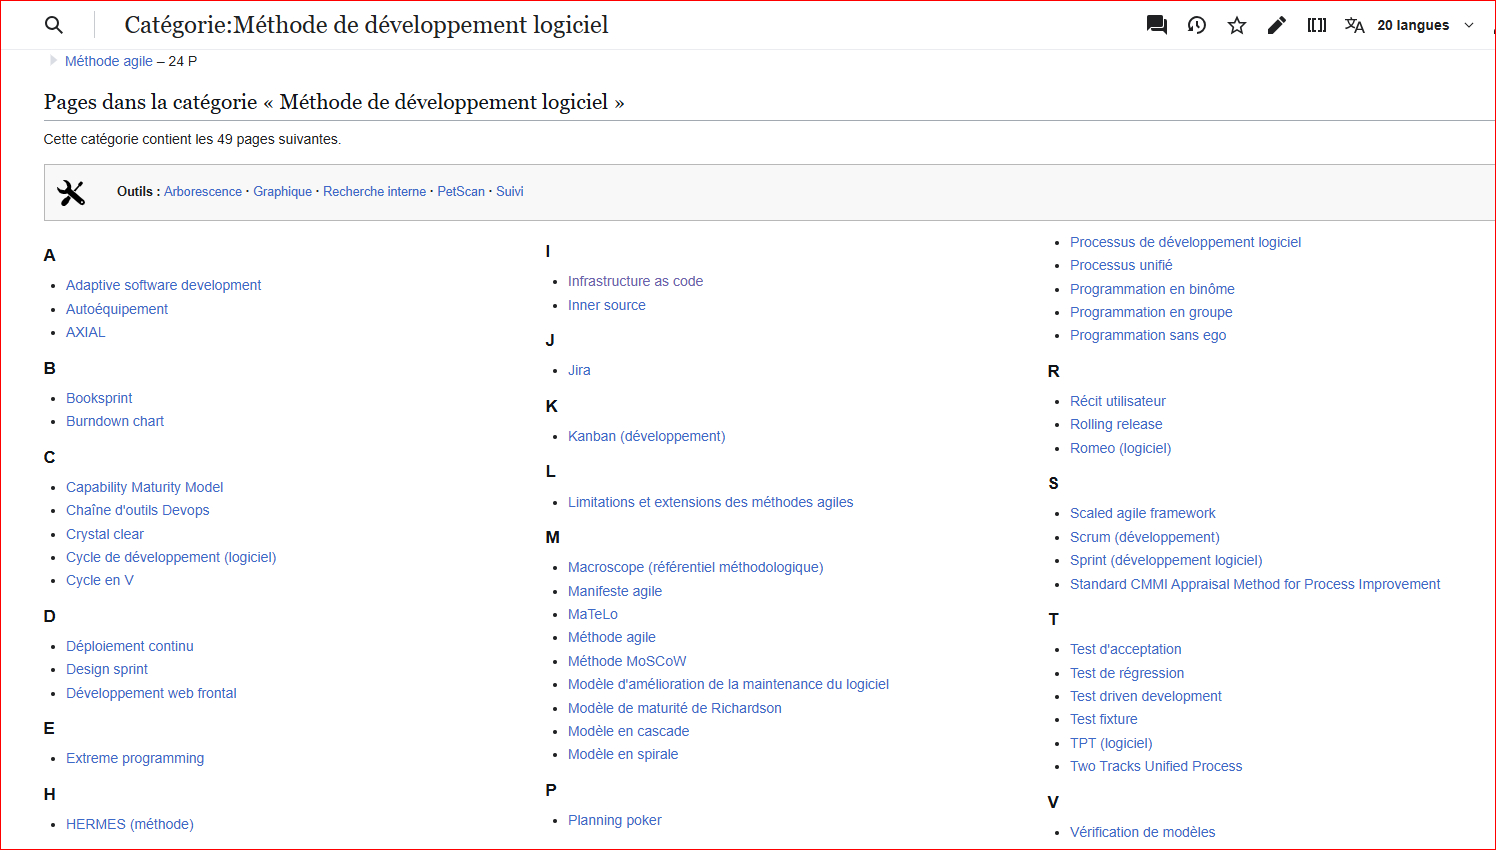 Catégorie:Méthode de développement logiciel
20 langues
Méthode agile – 24 P
Pages dans la catégorie « Méthode de développement logiciel »
Cette catégorie contient les 49 pages suivantes.
Outils : Arborescence · Graphique · Recherche interne · PetScan · Suivi
A
Adaptive software development
Autoéquipement
AXIAL
B
Booksprint
Burndown chart
C
Capability Maturity Model
Chaîne d'outils Devops
Crystal clear
Cycle de développement (logiciel)
Cycle en V
D
Déploiement continu
Design sprint
Développement web frontal
E
Extreme programming
H
HERMES (méthode)
I
Infrastructure as code
Inner source
J
Jira
K
Kanban (développement)
L
Limitations et extensions des méthodes agiles
M
Macroscope (référentiel méthodologique)
Manifeste agile
MaTeLo
Méthode agile
Méthode MoSCoW
Modèle d'amélioration de la maintenance du logiciel
Modèle de maturité de Richardson
Modèle en cascade
Modèle en spirale
P
Planning poker
Processus de développement logiciel
Processus unifié
Programmation en binôme
Programmation en groupe
Programmation sans ego
R
Récit utilisateur
Rolling release
Romeo (logiciel)
S
Scaled agile framework
Scrum (développement)
Sprint (développement logiciel)
Standard CMMI Appraisal Method for Process Improvement
T
Test d'acceptation
Test de régression
Test driven development
Test fixture
TPT (logiciel)
Two Tracks Unified Process
V
Vérification de modèles